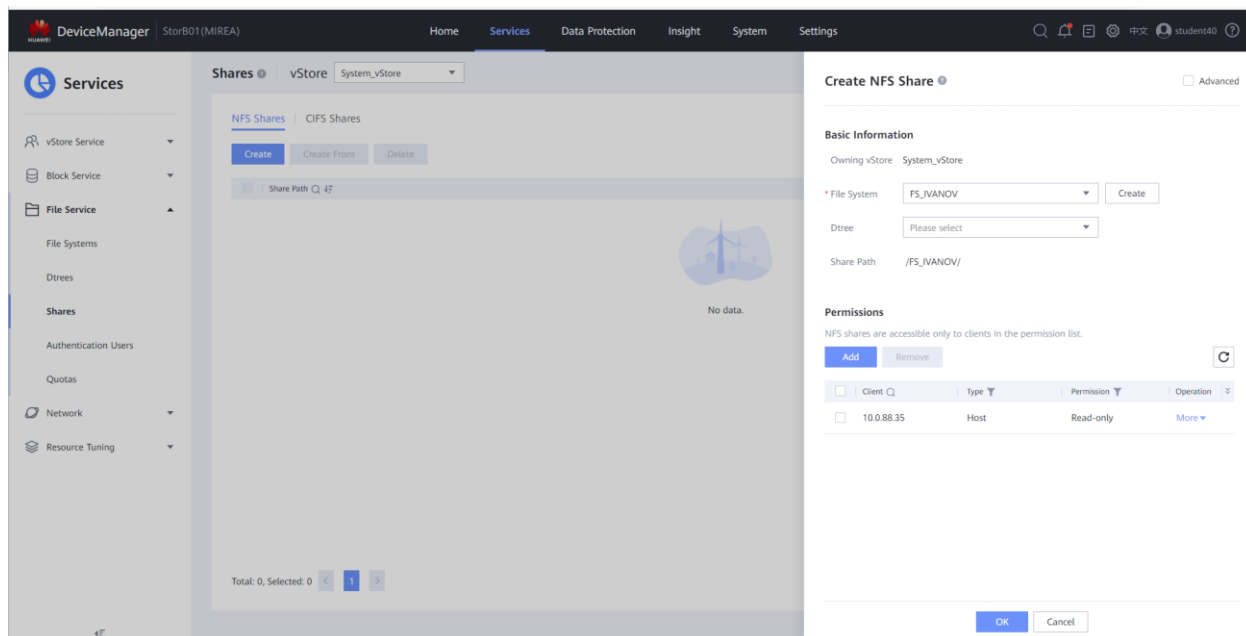 HUAWEI DeviceManager StorB01(MIREA) Home Services Data Protection Insight System Settings 中文 student40
Services
vStore Service
Block Service
File Service
File Systems
Dtrees
Shares
Authentication Users
Quotas
Network
Resource Tuning
Shares vStore System_vStore
NFS Shares CIFS Shares
Create Create From Delete
Share Path
No data.
Total: 0, Selected: 0 < 1 >
Create NFS Share Advanced
Basic Information
Owning vStore System_vStore
* File System FS_IVANOV Create
Dtree Please select
Share Path /FS_IVANOV/
Permissions
NFS shares are accessible only to clients in the permission list.
Add Remove
Client Type Permission Operation
10.0.88.35 Host Read-only More
OK Cancel